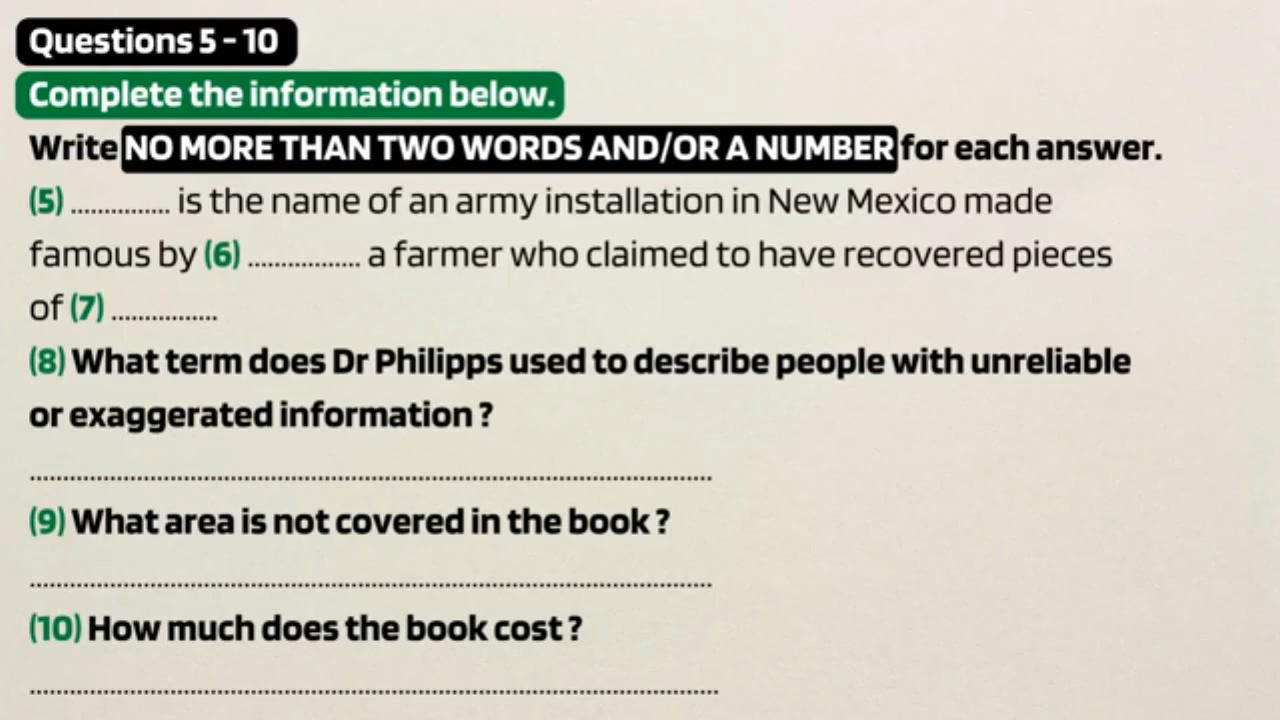 Questions 5 - 10
Complete the information below.
Write NO MORE THAN TWO WORDS AND/OR A NUMBER for each answer.
(5) ............... is the name of an army installation in New Mexico made
famous by (6) ................. a farmer who claimed to have recovered pieces
of (7) ................
(8) What term does Dr Philipps used to describe people with unreliable
or exaggerated information ?
................................................................................................
(9) What area is not covered in the book ?
................................................................................................
(10) How much does the book cost ?
.................................................................................................